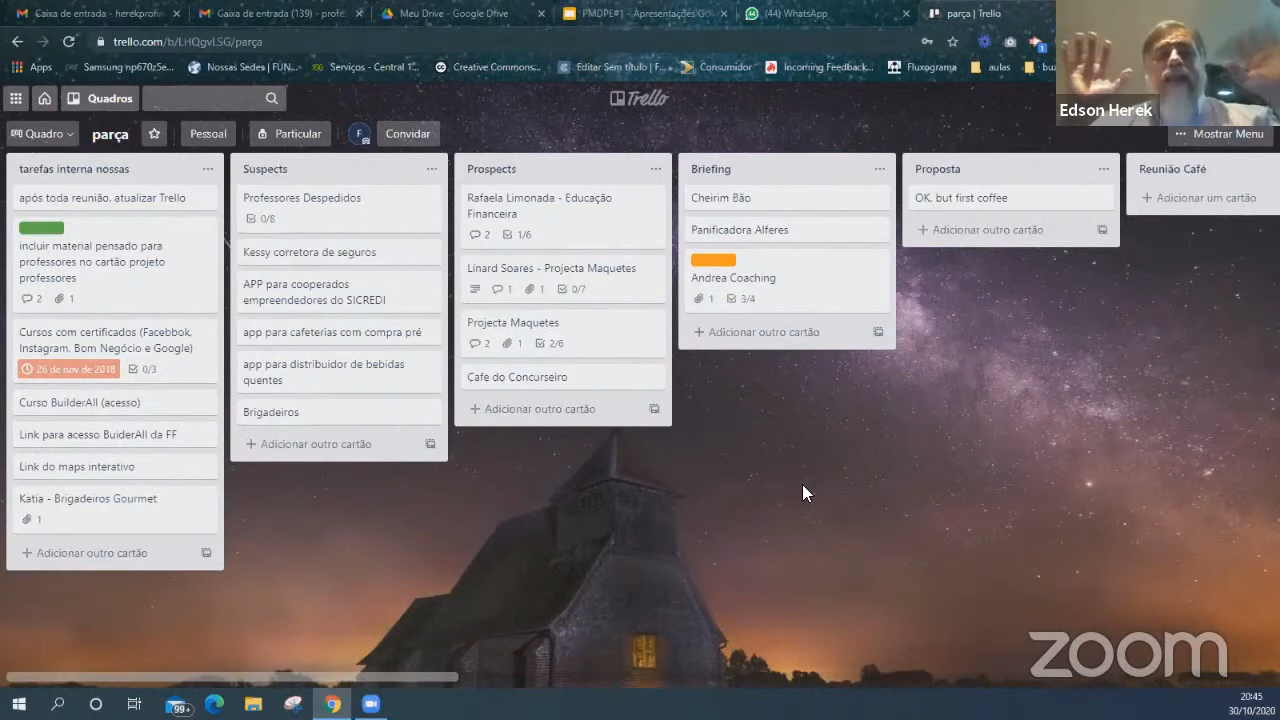 Caixa de entrada - herekprofi
Caixa de entrada (139) - profe
Meu Drive - Google Drive
PMDPE#1 - Apresentações Go
(44) WhatsApp
parça | Trello
trello.com/b/LHQgvLSG/parça
Apps
Samsung np670z5e...
Nossas Sedes | FUN...
Serviços - Central 1...
Creative Commons...
Editar Sem título | F...
Consumidor
Incoming Feedback...
Fluxograma
aulas
Quadros
Trello
Edson Herek
Quadro
parça
Pessoal
Particular
F
Convidar
Mostrar Menu
tarefas interna nossas
após toda reunião, atualizar Trello
incluir material pensado para
professores no cartão projeto
professores
2 1
Cursos com certificados (Facebbok,
Instagram, Bom Negócio e Google)
26 de nov de 2018 0/3
Curso BuilderAll (acesso)
Link para acesso BuiderAll da FF
Link do maps interativo
Katia - Brigadeiros Gourmet
1
Adicionar outro cartão
Suspects
Professores Despedidos
0/8
Kessy corretora de seguros
APP para cooperados
empreendedores do SICREDI
app para cafeterias com compra pré
app para distribuidor de bebidas
quentes
Brigadeiros
Adicionar outro cartão
Prospects
Rafaela Limonada - Educação
Financeira
2 1/6
Linard Soares - Projecta Maquetes
1 1 0/7
Projecta Maquetes
2 1 2/6
Cafe do Concurseiro
Adicionar outro cartão
Briefing
Cheirim Bão
Panificadora Alferes
Andrea Coaching
1 3/4
Adicionar outro cartão
Proposta
OK, but first coffee
Adicionar outro cartão
Reunião Café
Adicionar um cartão
zoom
99+
20:45
30/10/2020